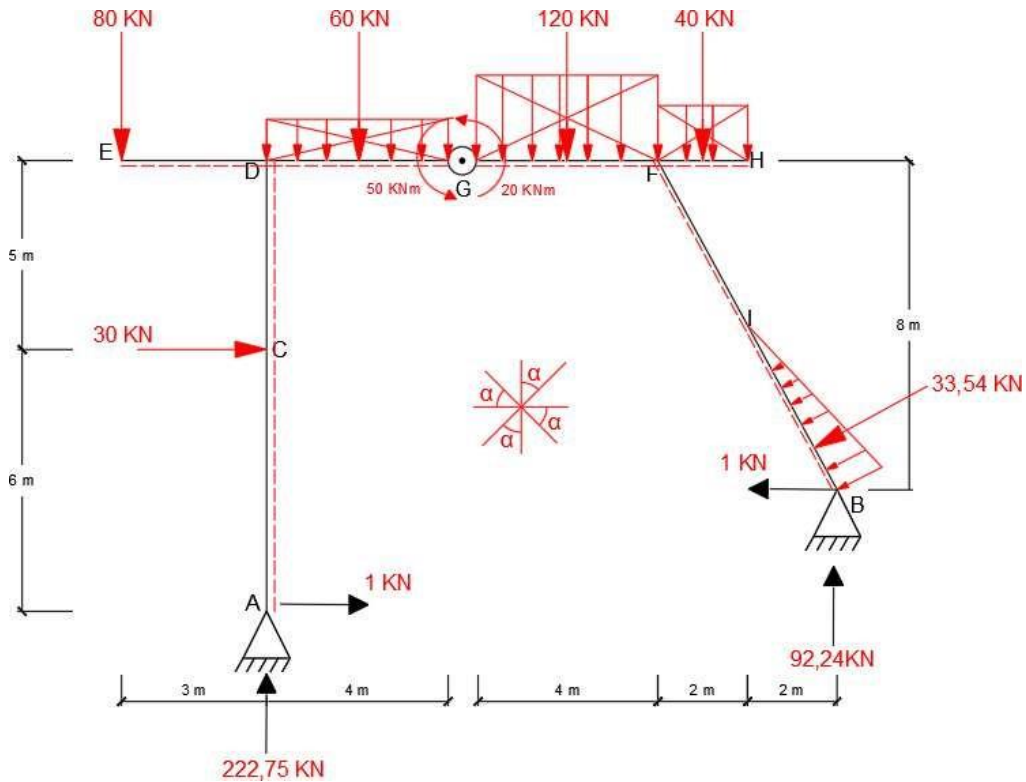 80 KN
60 KN
120 KN
40 KN
E
D
G
F
H
50 KNm
20 KNm
5 m
30 KN
C
I
8 m
α
α
α
α
33,54 KN
6 m
1 KN
B
A
1 KN
92,24KN
3 m
4 m
4 m
2 m
2 m
222,75 KN